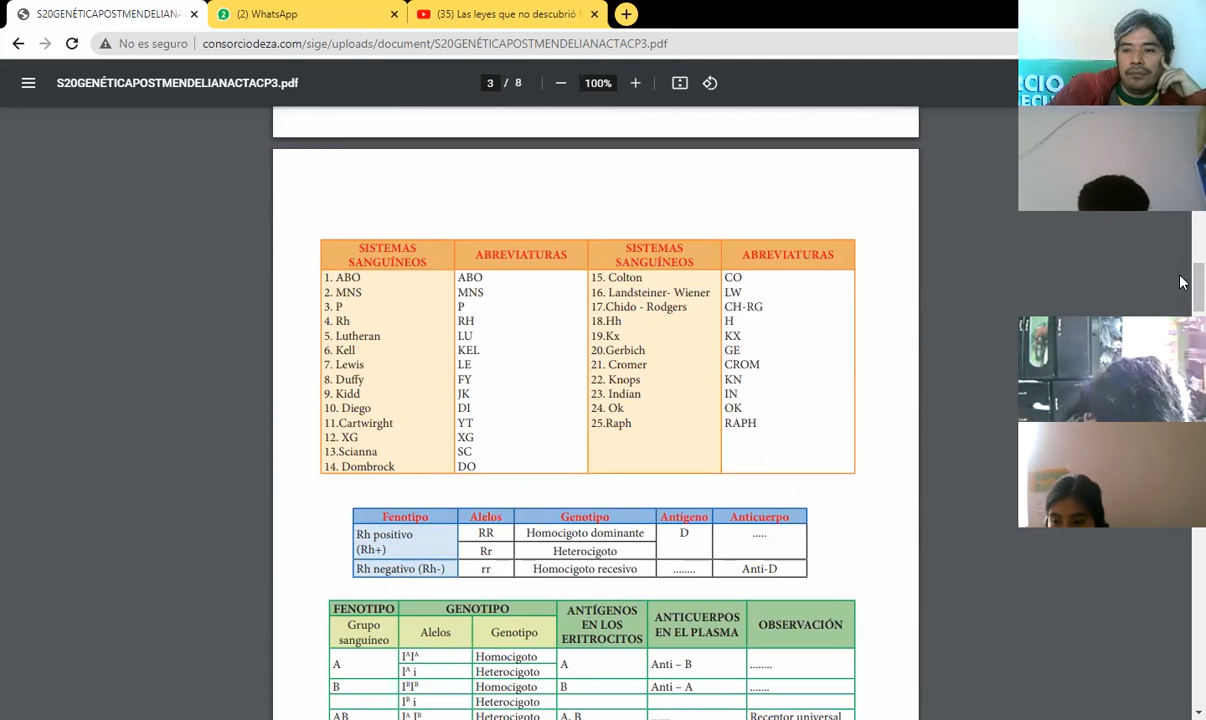 S20GENÉTICAPOSTMENDELIANA
(2) WhatsApp
(35) Las leyes que no descubrió
No es seguro
consorciodeza.com/sige/uploads/document/S20GENÉTICAPOSTMENDELIANACTACP3.pdf
S20GENÉTICAPOSTMENDELIANACTACP3.pdf
3 / 8
100%
SISTEMAS SANGUÍNEOS ABREVIATURAS SISTEMAS SANGUÍNEOS ABREVIATURAS
1. ABO ABO 15. Colton CO
2. MNS MNS 16. Landsteiner- Wiener LW
3. P P 17.Chido - Rodgers CH-RG
4. Rh RH 18.Hh H
5. Lutheran LU 19.Kx KX
6. Kell KEL 20.Gerbich GE
7. Lewis LE 21. Cromer CROM
8. Duffy FY 22. Knops KN
9. Kidd JK 23. Indian IN
10. Diego DI 24. Ok OK
11.Cartwirght YT 25.Raph RAPH
12. XG XG
13.Scianna SC
14. Dombrock DO
Fenotipo Alelos Genotipo Antígeno Anticuerpo
Rh positivo (Rh+) RR Homocigoto dominante D .....
Rr Heterocigoto
Rh negativo (Rh-) rr Homocigoto recesivo ........ Anti-D
FENOTIPO GENOTIPO ANTÍGENOS EN LOS ERITROCITOS ANTICUERPOS EN EL PLASMA OBSERVACIÓN
Grupo sanguíneo Alelos Genotipo
A IᴬIᴬ Homocigoto A Anti – B ........
Iᴬ i Heterocigoto
B IᴮIᴮ Homocigoto B Anti – A .......
Iᴮ i Heterocigoto
AB Iᴬ Iᴮ Heterocigoto A, B ...... Receptor universal